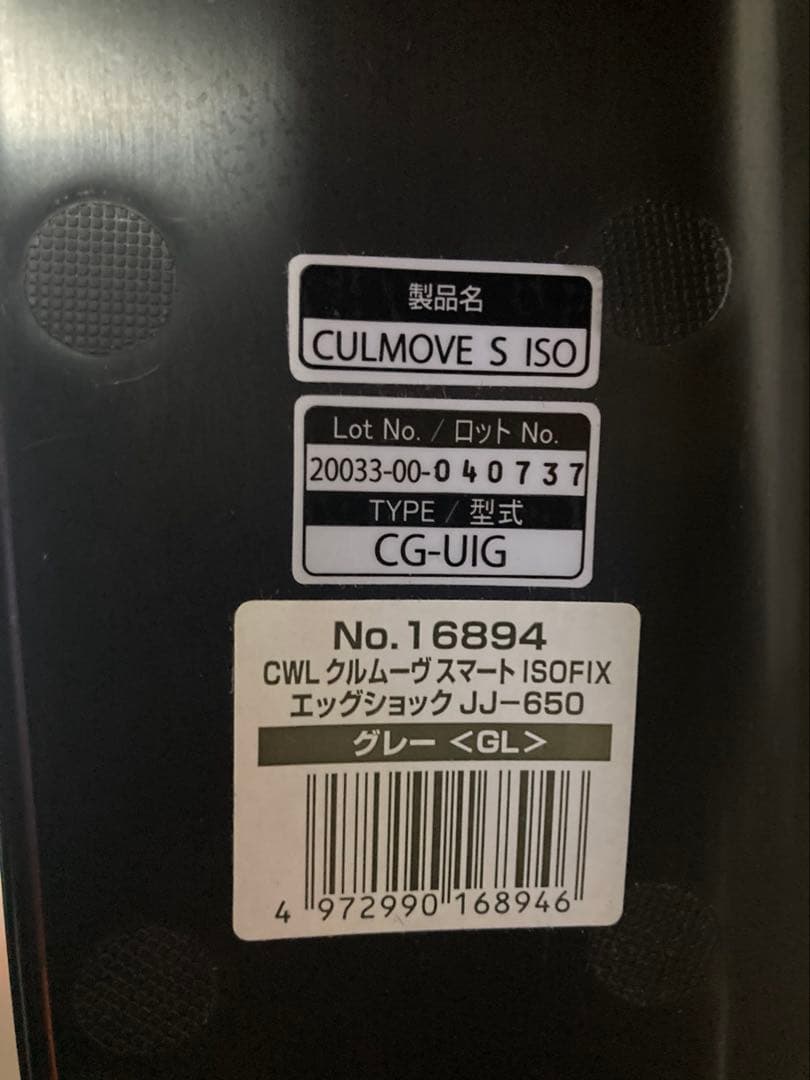 製品名
CULMOVE S ISO
Lot No. / ロット No.
20033-00-040737
TYPE / 型式
CG-UIG
No.16894
CWL クルムーヴ スマート ISOFIX
エッグショック JJ-650
グレー <GL>
4 972990 168946